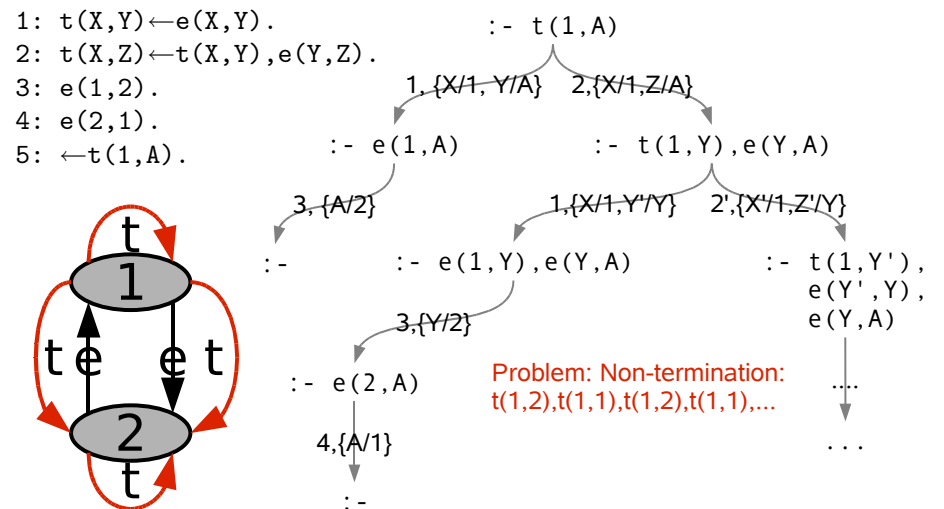 1: t(X,Y)←e(X,Y).
2: t(X,Z)←t(X,Y),e(Y,Z).
3: e(1,2).
4: e(2,1).
5: ←t(1,A).
:- t(1,A)
1, {X/1, Y/A} 2,{X/1,Z/A}
:- e(1,A) :- t(1,Y),e(Y,A)
3, {A/2} 1,{X/1,Y'/Y} 2',{X'/1,Z'/Y}
:- :- e(1,Y),e(Y,A) :- t(1,Y'),
e(Y',Y),
e(Y,A)
3,{Y/2}
:- e(2,A)
Problem: Non-termination:
t(1,2),t(1,1),t(1,2),t(1,1),...
....
4,{A/1}
...
:-
t
1
t e e t
2
t